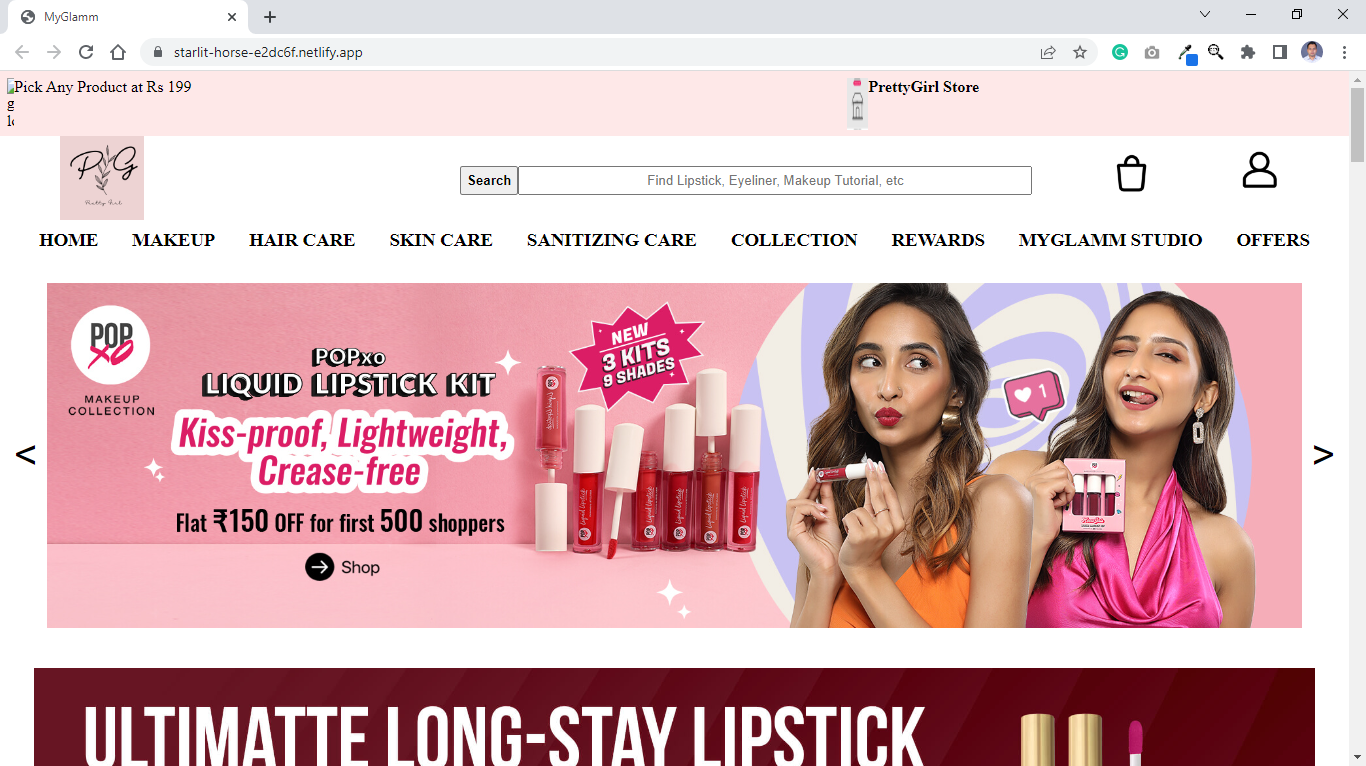 MyGlamm
starlit-horse-e2dc6f.netlify.app
Pick Any Product at Rs 199
PrettyGirl Store
g
PG
Pretty Girl
Search
Find Lipstick, Eyeliner, Makeup Tutorial, etc
HOME MAKEUP HAIR CARE SKIN CARE SANITIZING CARE COLLECTION REWARDS MYGLAMM STUDIO OFFERS
POP
xo
MAKEUP
COLLECTION
POPxo
LIQUID LIPSTICK KIT
Kiss-proof, Lightweight,
Crease-free
Flat ₹150 OFF for first 500 shoppers
Shop
NEW
3 KITS
9 SHADES
1
<
>
ULTIMATTE LONG-STAY LIPSTICK